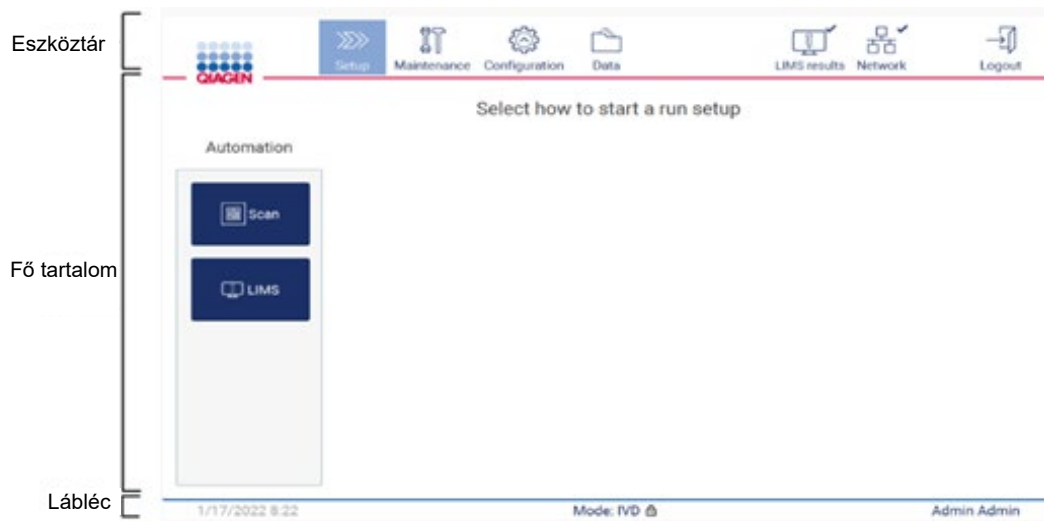 Eszköztár
QIAGEN
Setup
Maintenance
Configuration
Data
LIMS results
Network
Logout
Select how to start a run setup
Automation
Scan
Fő tartalom
LIMS
Lábléc
1/17/2022 8:22
Mode: IVD
Admin Admin